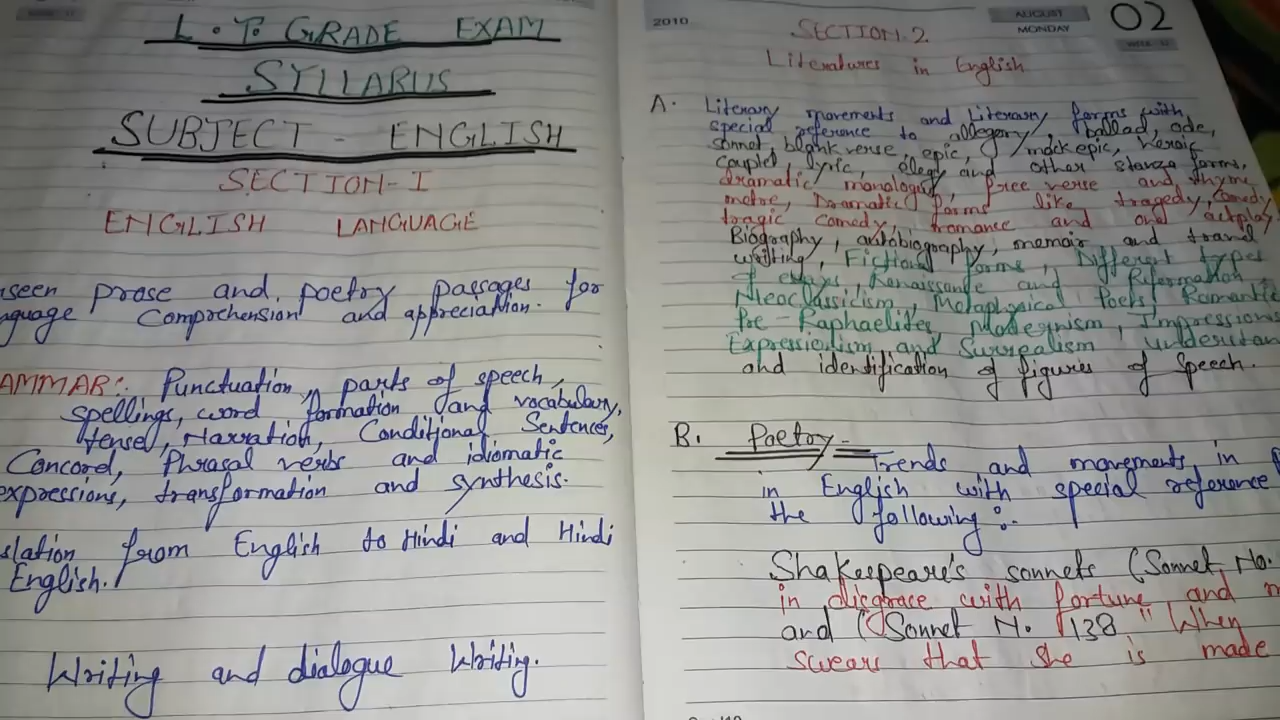 L.T. GRADE EXAM
SYLLABUS
SUBJECT - ENGLISH
SECTION-I
ENGLISH LANGUAGE
seen prose and poetry passages for
guage Comprehension and appreciation.
AMMAR: Punctuation, parts of speech,
spellings, word formation and vocabulary,
tenses, Narration, Conditional Sentences,
Concord, Phrasal verbs and idiomatic
expressions, transformation and synthesis.
slation from English to Hindi and Hindi
English.
Writing and dialogue Writing.
2010
AUGUST
MONDAY
02
SECTION-2
Literatures in English
A. Literary movements and Literary forms with
special reference to allegory, ballad, ode,
sonnet, blank verse, epic, mock epic, heroic
couplet, lyric, elegy and other stanza forms,
dramatic monologue, free verse and rhyme
metre, Dramatic forms like tragedy, comedy
tragic comedy, romance and one actplay
Biography, autobiography, memoir and travel
writing, Fictional forms, Different types
of essays, Renaissance and Reformation
Neoclassicism, Metaphysical Poets Romantic
Pre-Raphaelites, Modernism, Impressions
Expressionism and Surrealism, understan
and identification of figures of speech.
B. Poetry-
Trends and movements in
in English with special reference
the following :-
Shakespeare's sonnets (Sonnet No.
in disgrace with fortune and m
and (Sonnet N. 138 "When
swears that she is made